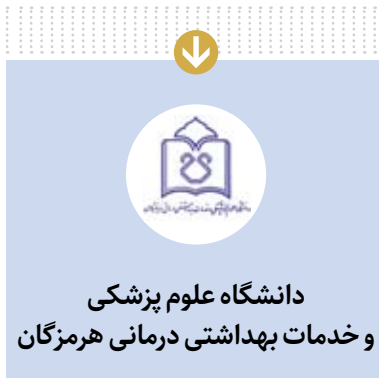 دانشگاه علوم پزشکی
و خدمات بهداشتی درمانی هرمزگان